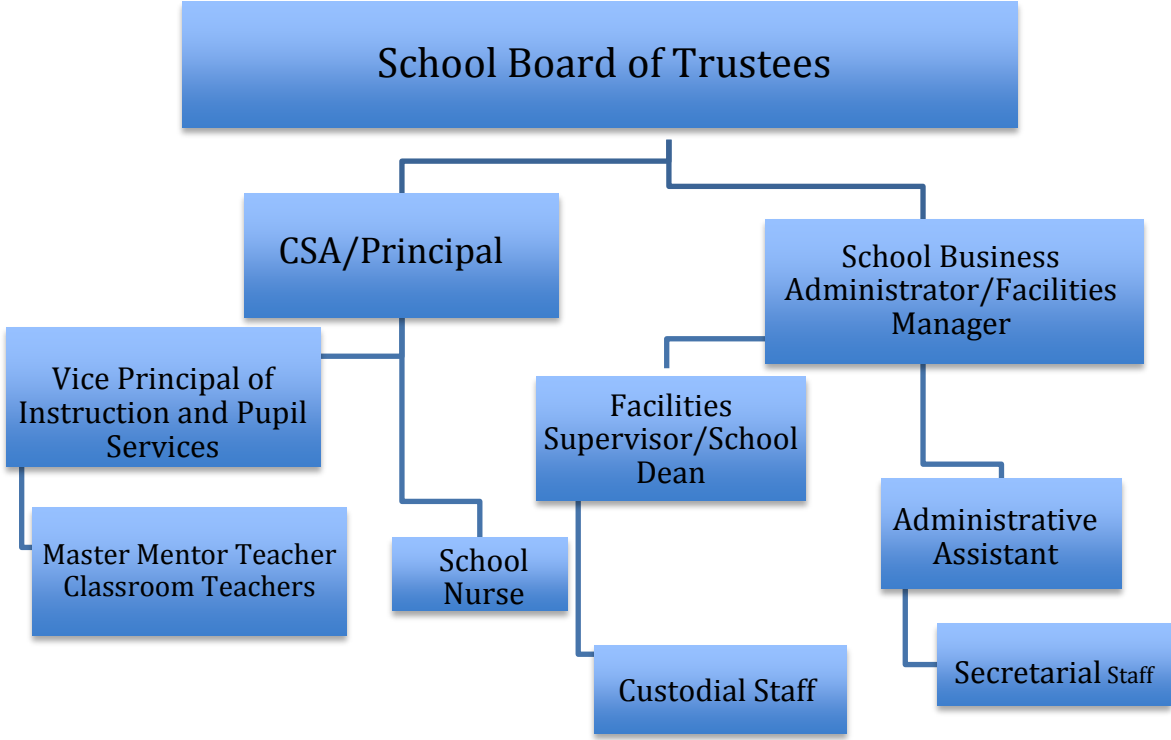 School Board of Trustees
CSA/Principal
School Business
Administrator/Facilities
Manager
Vice Principal of
Instruction and Pupil
Services
Facilities
Supervisor/School
Dean
Master Mentor Teacher
Classroom Teachers
School
Nurse
Administrative
Assistant
Custodial Staff
Secretarial Staff